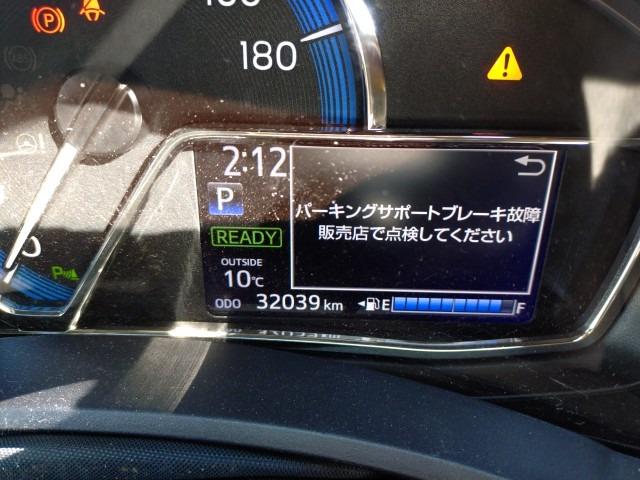 180
2:12
P
READY
OUTSIDE
10℃
ODO 32039 km
パーキングサポートブレーキ故障
販売店で点検してください
E F